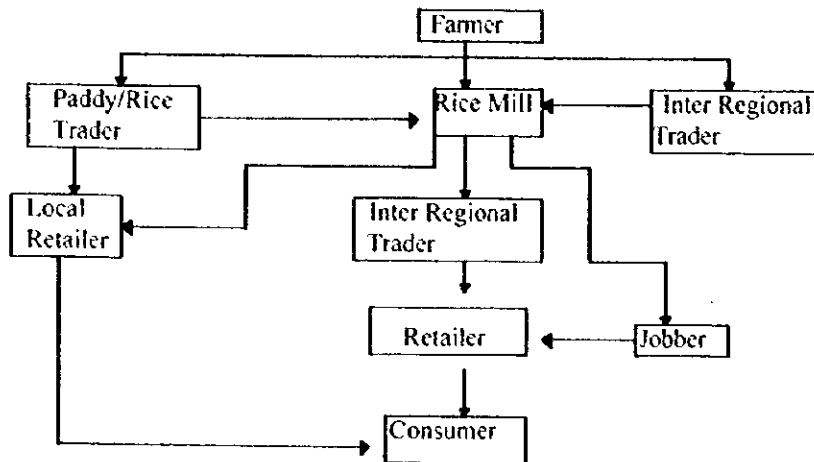 Farmer
Paddy/Rice
Trader
Rice Mill
Inter Regional
Trader
Local
Retailer
Inter Regional
Trader
Retailer
Jobber
Consumer